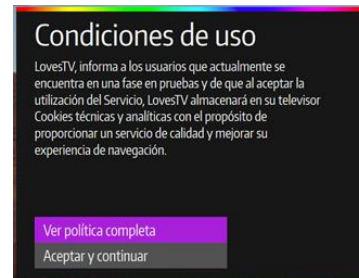 Condiciones de uso
LovesTV, informa a los usuarios que actualmente se
encuentra en una fase en pruebas y de que al aceptar la
utilización del Servicio, LovesTV almacenará en su televisor
Cookies técnicas y analíticas con el propósito de
proporcionar un servicio de calidad y mejorar su
experiencia de navegación.
Ver política completa
Aceptar y continuar